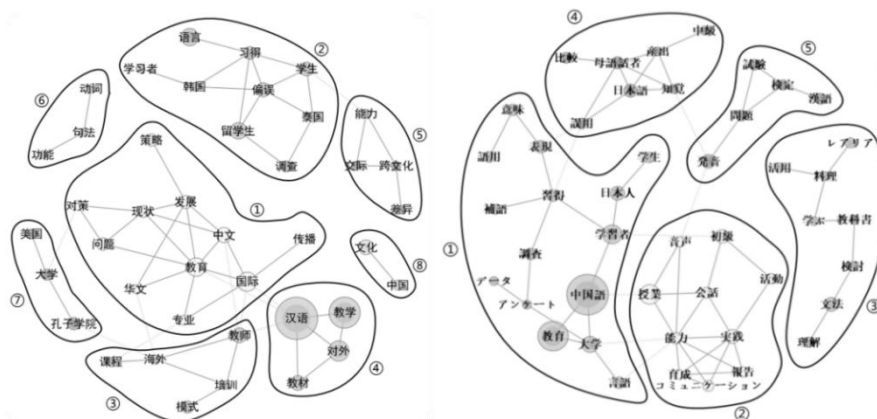 ②
语言
习得
学习者
韩国
偏误
学生
留学生
泰国
调查
⑥
动词
句法
功能
能力
⑤
交际
跨文化
差异
策略
①
对策
现状
发展
问题
中文
传播
教育
国际
华文
专业
美国
大学
⑦
孔子学院
文化
⑧
中国
汉语
教学
对外
教材
④
教师
课程
海外
培训
③
模式
④
中級
比較
母語話者
産出
日本語
知覚
誤用
⑤
試験
検定
漢語
問題
発音
意味
語用
表現
学生
補語
習得
日本人
学習者
①
調査
データ
アンケート
中国語
教育
大学
言語
レアリア
活用
料理
学ぶ
教科書
検討
③
文法
理解
音声
初級
活動
授業
会話
能力
実践
育成
報告
コミュニケーション
②